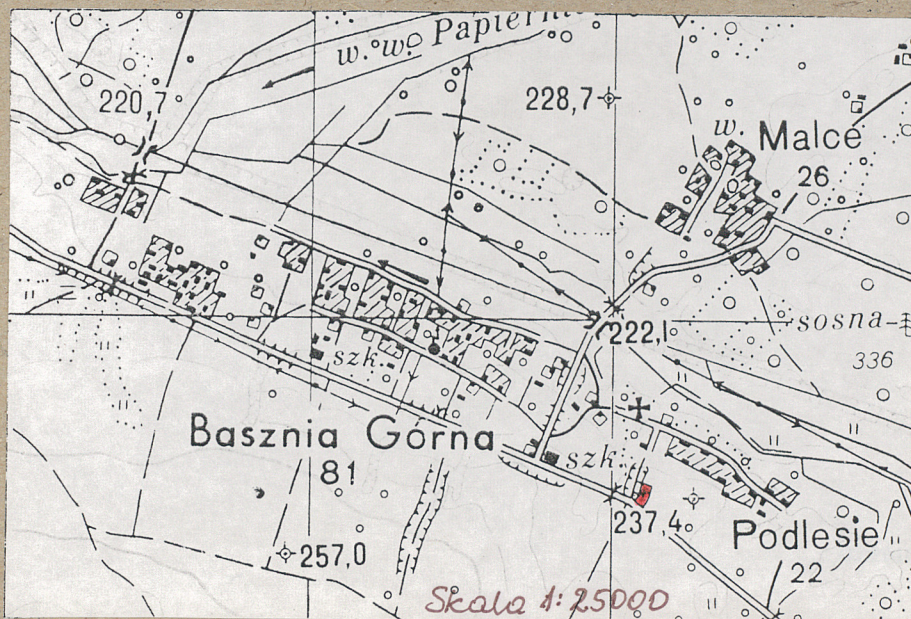 w. w. Papiernia
220,7
228,7
w. Malce
26
222,1
sosna
336
szk.
Basznia Górna
81
szk.
237,4
Podlesie
22
257,0
Skala 1:25000